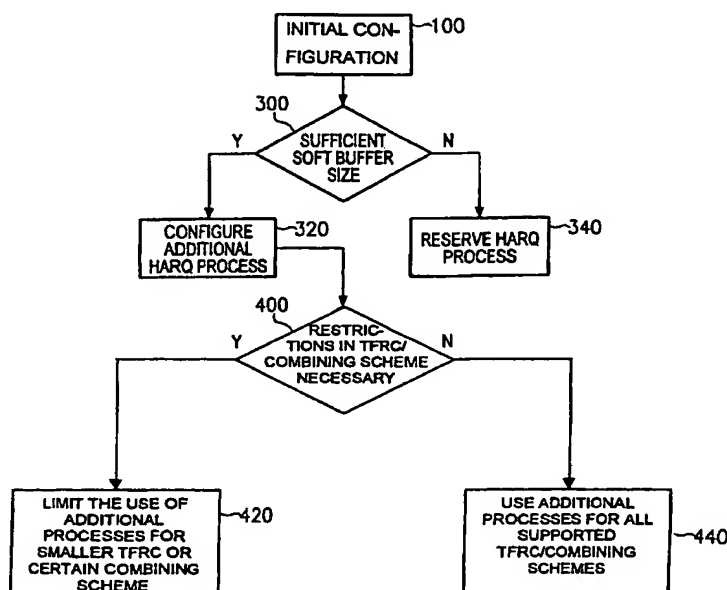 INITIAL CON-
FIGURATION
100
300
Y
SUFFICIENT
SOFT BUFFER
SIZE
N
320
CONFIGURE
ADDITIONAL
HARQ PROCESS
RESERVE HARQ
PROCESS
340
400
Y
RESTRIC-
TIONS IN TFRC/
COMBINING SCHEME
NECESSARY
N
LIMIT THE USE OF
ADDITIONAL
PROCESSES FOR
SMALLER TFRC OR
CERTAIN COMBINING
SCHEME
420
USE ADDITIONAL
PROCESSES FOR ALL
SUPPORTED
TFRC/COMBINING
SCHEMES
440